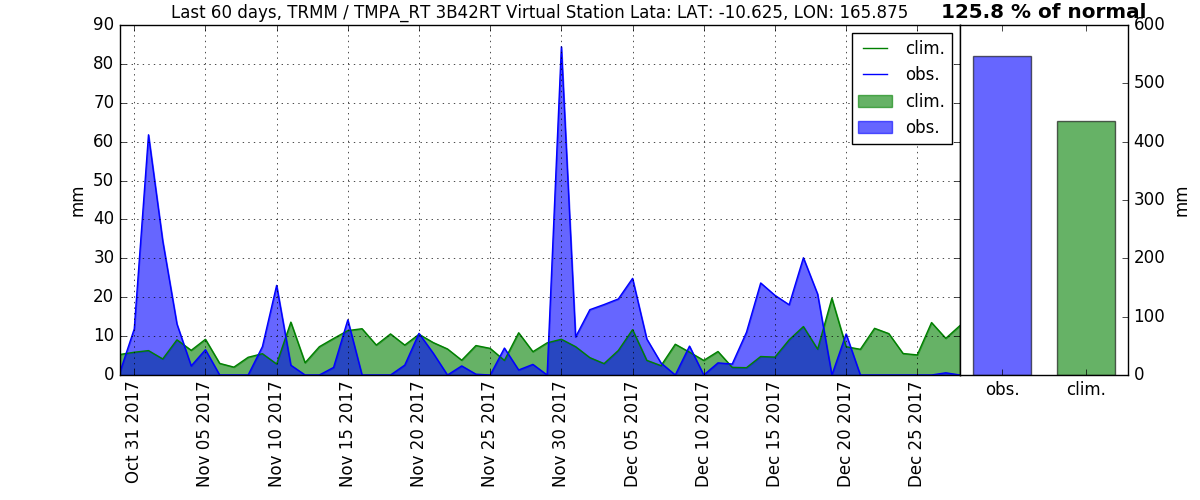 Last 60 days, TRMM / TMPA_RT 3B42RT Virtual Station Lata: LAT: -10.625, LON: 165.875
125.8 % of normal
90
80
70
60
50
40
30
20
10
0
mm
clim.
obs.
clim.
obs.
Oct 31 2017
Nov 05 2017
Nov 10 2017
Nov 15 2017
Nov 20 2017
Nov 25 2017
Nov 30 2017
Dec 05 2017
Dec 10 2017
Dec 15 2017
Dec 20 2017
Dec 25 2017
600
500
400
300
200
100
0
mm
obs.
clim.